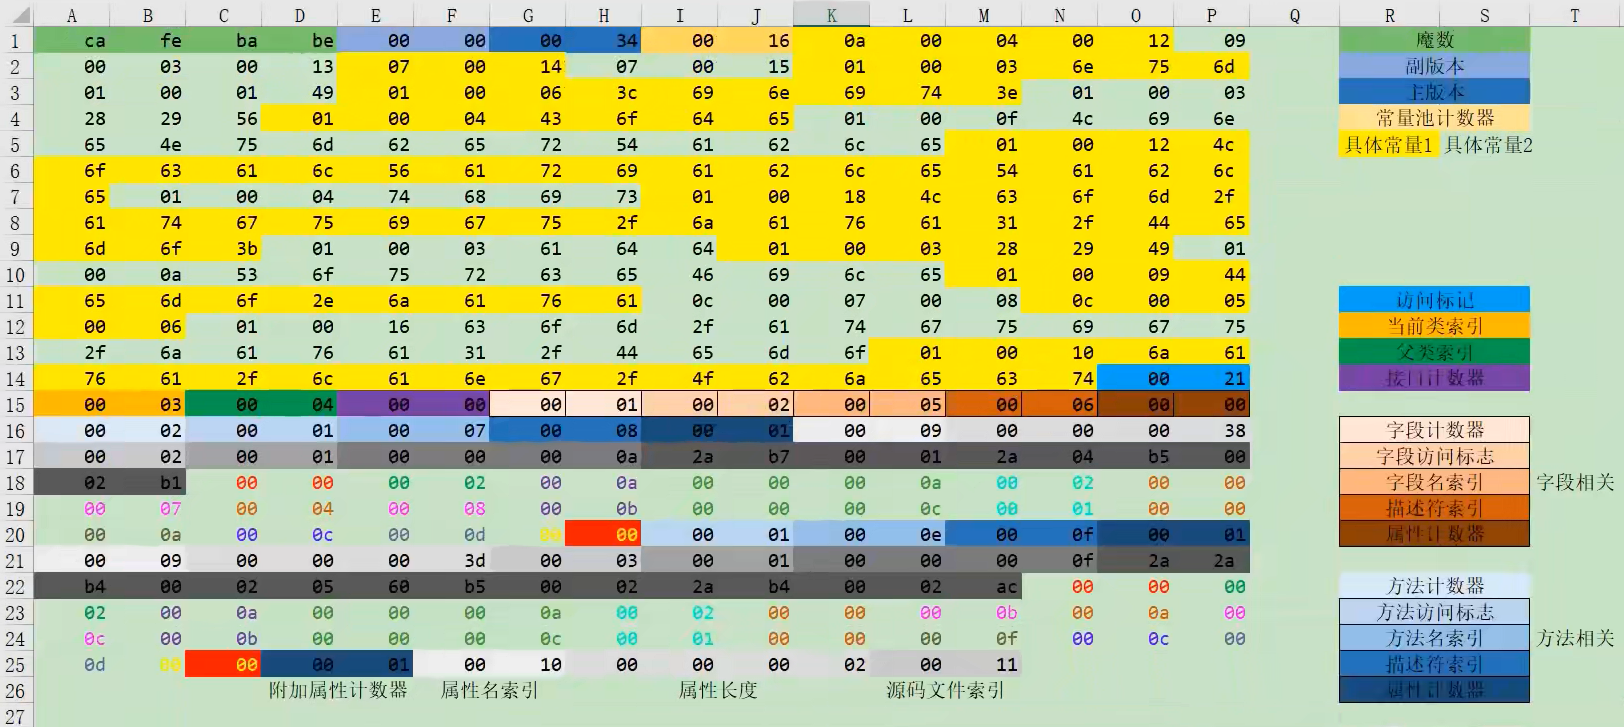 A B C D E F G H I J K L M N O P Q R S T
1 ca fe ba be 00 00 00 34 00 16 0a 00 04 00 12 09 魔数
2 00 03 00 13 07 00 14 07 00 15 01 00 03 6e 75 6d 副版本
3 01 00 01 49 01 00 06 3c 69 6e 69 74 3e 01 00 03 主版本
4 28 29 56 01 00 04 43 6f 64 65 01 00 0f 4c 69 6e 常量池计数器
5 65 4e 75 6d 62 65 72 54 61 62 6c 65 01 00 12 4c 具体常量1 具体常量2
6 6f 63 61 6c 56 61 72 69 61 62 6c 65 54 61 62 6c
7 65 01 00 04 74 68 69 73 01 00 18 4c 63 6f 6d 2f
8 61 74 67 75 69 67 75 2f 6a 61 76 61 31 2f 44 65
9 6d 6f 3b 01 00 03 61 64 64 01 00 03 28 29 49 01
10 00 0a 53 6f 75 72 63 65 46 69 6c 65 01 00 09 44
11 65 6d 6f 2e 6a 61 76 61 0c 00 07 00 08 0c 00 05 访问标记
12 00 06 01 00 16 63 6f 6d 2f 61 74 67 75 69 67 75 当前类索引
13 2f 6a 61 76 61 31 2f 44 65 6d 6f 01 00 10 6a 61 父类索引
14 76 61 2f 6c 61 6e 67 2f 4f 62 6a 65 63 74 00 21 接口计数器
15 00 03 00 04 00 00 00 01 00 02 00 05 00 06 00 00
16 00 02 00 01 00 07 00 08 00 01 00 09 00 00 00 38 字段计数器
17 00 02 00 01 00 00 00 0a 2a b7 00 01 2a 04 b5 00 字段访问标志
18 02 b1 00 00 00 02 00 0a 00 00 00 0a 00 02 00 00 字段名索引 字段相关
19 00 07 00 04 00 08 00 0b 00 00 00 0c 00 01 00 00 描述符索引
20 00 0a 00 0c 00 0d 00 00 00 01 00 0e 00 0f 00 01 属性计数器
21 00 09 00 00 00 3d 00 03 00 01 00 00 00 0f 2a 2a
22 b4 00 02 05 60 b5 00 02 2a b4 00 02 ac 00 00 00 方法计数器
23 02 00 0a 00 00 00 0a 00 02 00 00 00 0b 00 0a 00 方法访问标志
24 0c 00 0b 00 00 00 0c 00 01 00 00 00 0f 00 0c 00 方法名索引 方法相关
25 0d 00 00 00 01 00 10 00 00 00 02 00 11 描述符索引
26 附加属性计数器 属性名索引 属性长度 源码文件索引 属性计数器
27